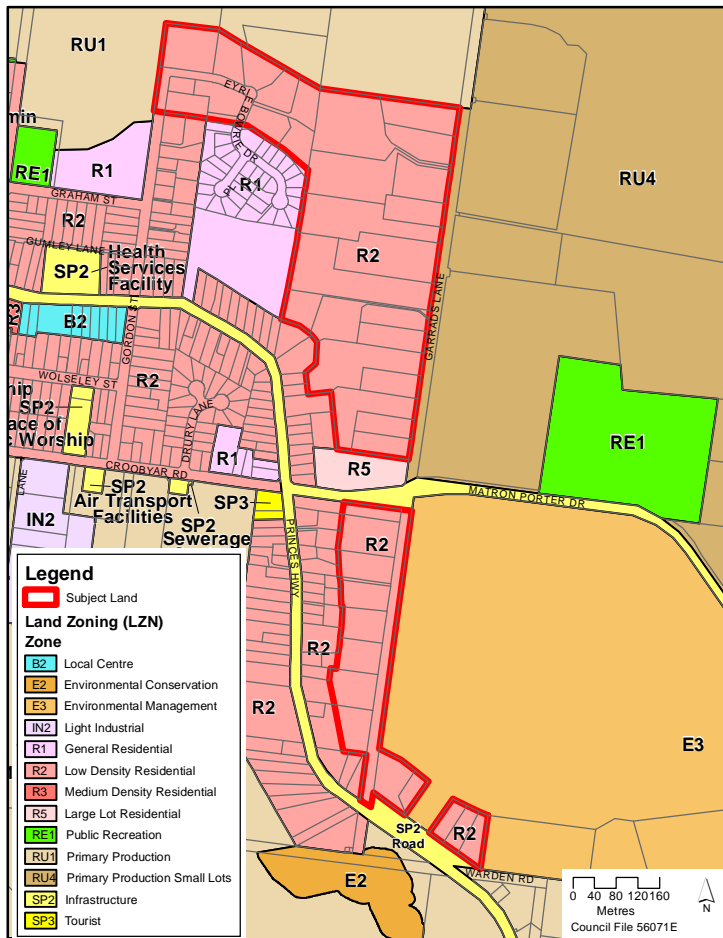 RU1
EYRIE BOWRIE DR
min
R1
PL
R1
RE1
RU4
GRAHAM ST
R2
GUMLEY LANE
Health
Services
Facility
SP2
R2
GARRADS LANE
GORDON ST
R3
B2
WOLSELEY ST
R2
hip
SP2
ace of
c Worship
DRURY LANE
RE1
R1
R5
CROOBYAR RD
SP2
Air Transport
Facilities
SP2
Sewerage
SP3
MATRON PORTER DR
LANE
IN2
PRINCES HWY
R2
R2
R2
E3
SP2
Road
R2
WARDEN RD
E2
Legend
Subject Land
Land Zoning (LZN)
Zone
B2 Local Centre
E2 Environmental Conservation
E3 Environmental Management
IN2 Light Industrial
R1 General Residential
R2 Low Density Residential
R3 Medium Density Residential
R5 Large Lot Residential
RE1 Public Recreation
RU1 Primary Production
RU4 Primary Production Small Lots
SP2 Infrastructure
SP3 Tourist
0 40 80 120 160
Metres
N
Council File 56071E